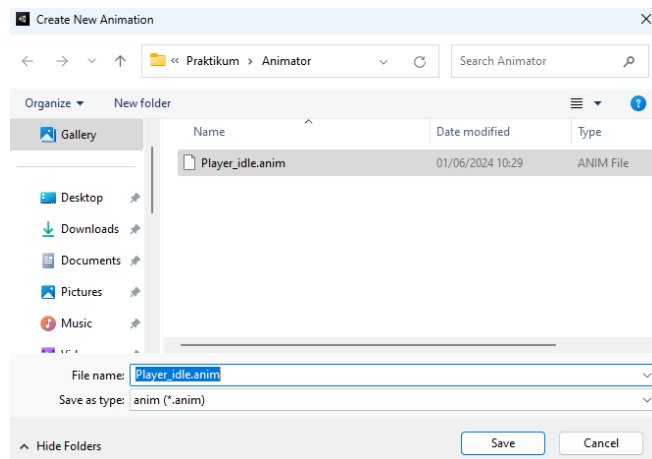 Create New Animation
« Praktikum > Animator
Search Animator
Organize
New folder
Name
Date modified
Type
Gallery
Player_idle.anim
01/06/2024 10:29
ANIM File
Desktop
Downloads
Documents
Pictures
Music
File name:
Player_idle.anim
Save as type:
anim (*.anim)
Hide Folders
Save
Cancel